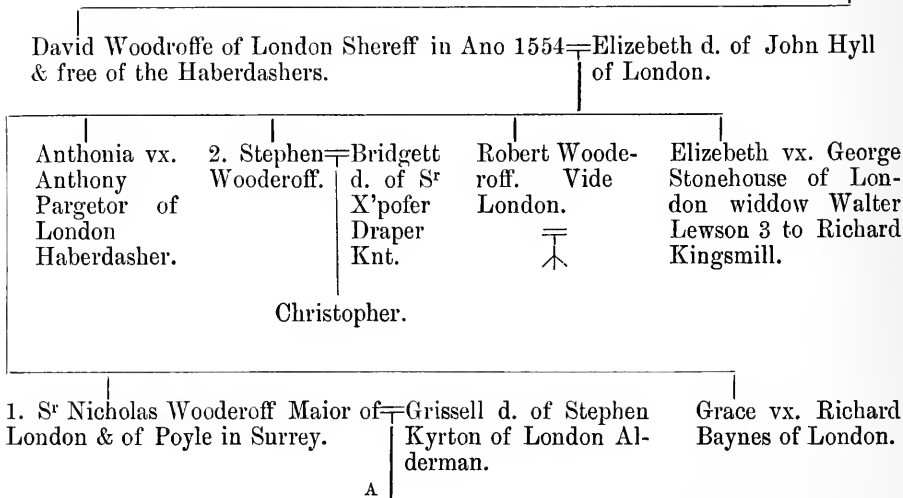 David Woodroffe of London Shereff in Ano 1554=Elizebeth d. of John Hyll
& free of the Haberdashers.
of London.
Anthonia vx.
Anthony
Pargetor of
London
Haberdasher.
2. Stephen=Bridgett
Wooderoff.
d. of Sʳ
X'pofer
Draper
Knt.
Robert Woode-
roff. Vide
London.
Elizebeth vx. George
Stonehouse of Lon-
don widdow Walter
Lewson 3 to Richard
Kingsmill.
Christopher.
1. Sʳ Nicholas Wooderoff Maior of=Grissell d. of Stephen
London & of Poyle in Surrey.
Kyrton of London Al-
derman.
Grace vx. Richard
Baynes of London.
A